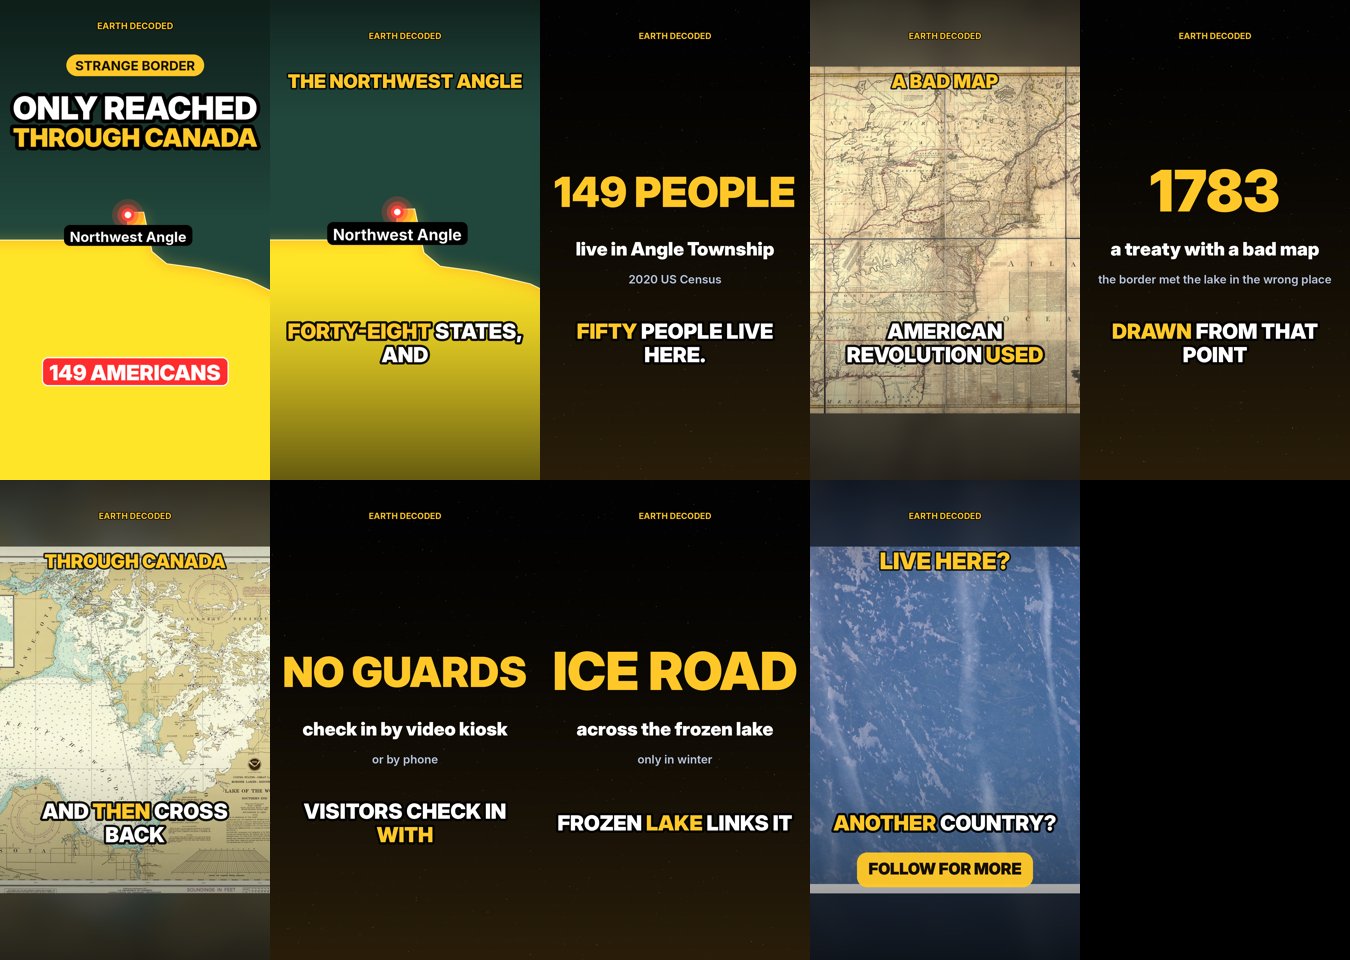 EARTH DECODED
STRANGE BORDER
ONLY REACHED
THROUGH CANADA
Northwest Angle
149 AMERICANS
EARTH DECODED
THE NORTHWEST ANGLE
Northwest Angle
FORTY-EIGHT STATES,
AND
EARTH DECODED
149 PEOPLE
live in Angle Township
2020 US Census
FIFTY PEOPLE LIVE
HERE.
EARTH DECODED
A BAD MAP
AMERICAN
REVOLUTION USED
EARTH DECODED
1783
a treaty with a bad map
the border met the lake in the wrong place
DRAWN FROM THAT
POINT
EARTH DECODED
THROUGH CANADA
AND THEN CROSS
BACK
SOUNDINGS IN FEET
EARTH DECODED
NO GUARDS
check in by video kiosk
or by phone
VISITORS CHECK IN
WITH
EARTH DECODED
ICE ROAD
across the frozen lake
only in winter
FROZEN LAKE LINKS IT
EARTH DECODED
LIVE HERE?
ANOTHER COUNTRY?
FOLLOW FOR MORE